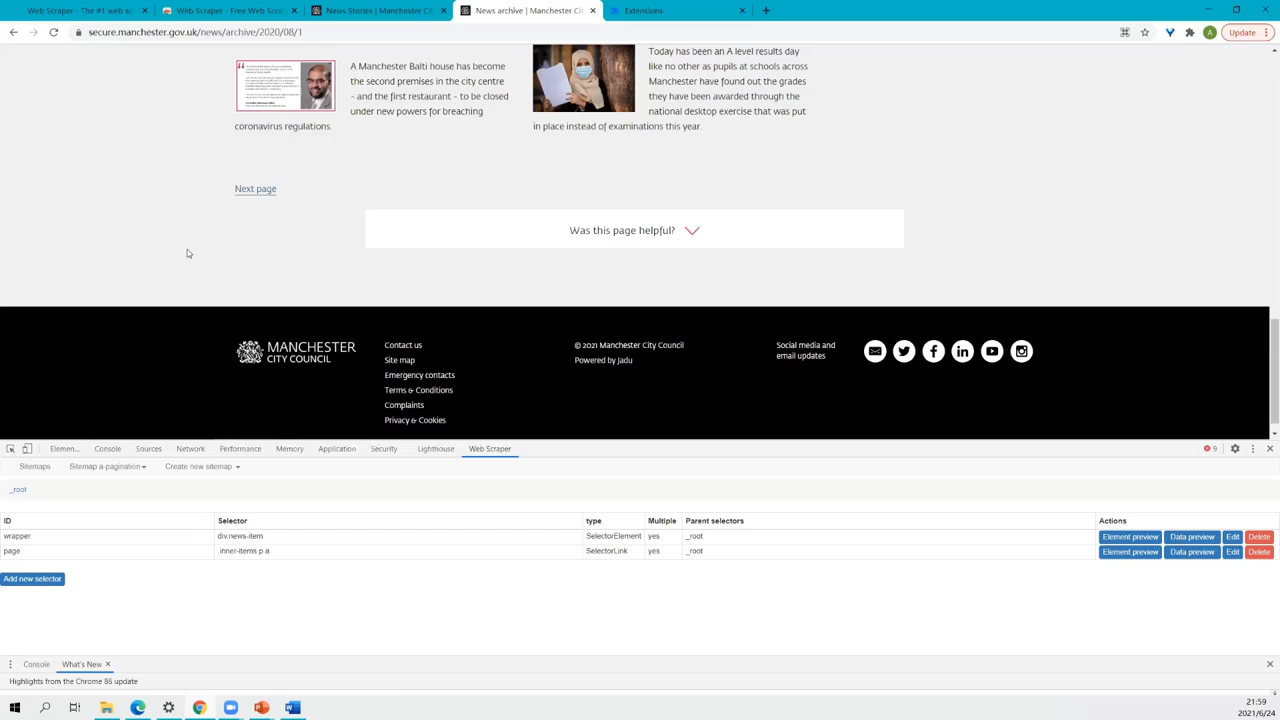 Web Scraper - The #1 web sc
Web Scraper - Free Web Scra
News Stories | Manchester Cit
News archive | Manchester Cit
Extensions
secure.manchester.gov.uk/news/archive/2020/08/1
A
Update
A Manchester Balti house has become
the second premises in the city centre
- and the first restaurant - to be closed
under new powers for breaching
coronavirus regulations.
Today has been an A level results day
like no other as pupils at schools across
Manchester have found out the grades
they have been awarded through the
national desktop exercise that was put
in place instead of examinations this year.
Next page
Was this page helpful?
MANCHESTER
CITY COUNCIL
Contact us
Site map
Emergency contacts
Terms & Conditions
Complaints
Privacy & Cookies
© 2021 Manchester City Council
Powered by Jadu
Social media and
email updates
Elemen...
Console
Sources
Network
Performance
Memory
Application
Security
Lighthouse
Web Scraper
9
Sitemaps
Sitemap a-pagination
Create new sitemap
_root
ID
Selector
type
Multiple
Parent selectors
Actions
wrapper
div.news-item
SelectorElement
yes
_root
Element preview
Data preview
Edit
Delete
page
.inner-items p a
SelectorLink
yes
_root
Element preview
Data preview
Edit
Delete
Add new selector
Console
What's New
Highlights from the Chrome 86 update
21:59
2021/6/24